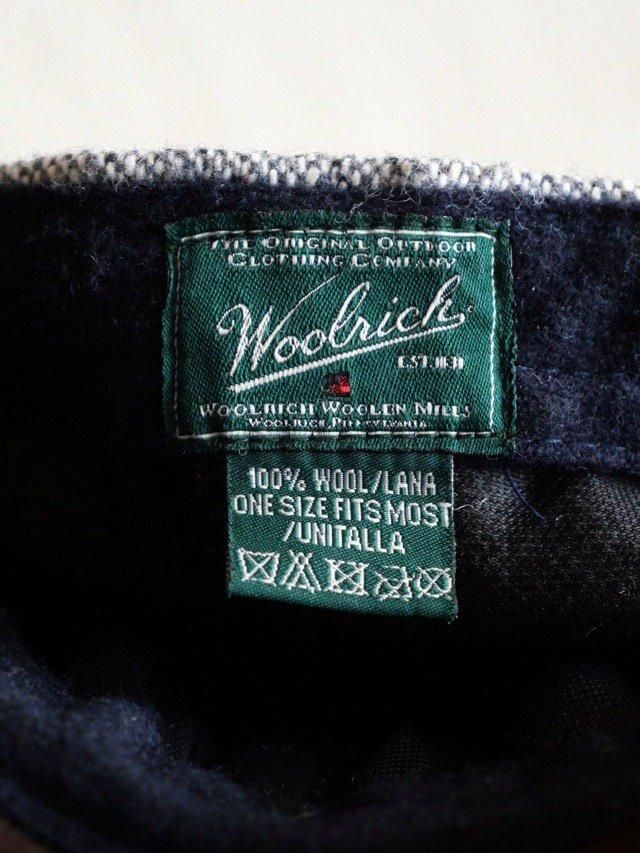 THE ORIGINAL OUTDOOR
CLOTHING COMPANY
Woolrich
EST. 1830
WOOLRICH WOOLEN MILLS
WOOLRICH, PENNSYLVANIA
100% WOOL/LANA
ONE SIZE FITS MOST
/UNITALLA